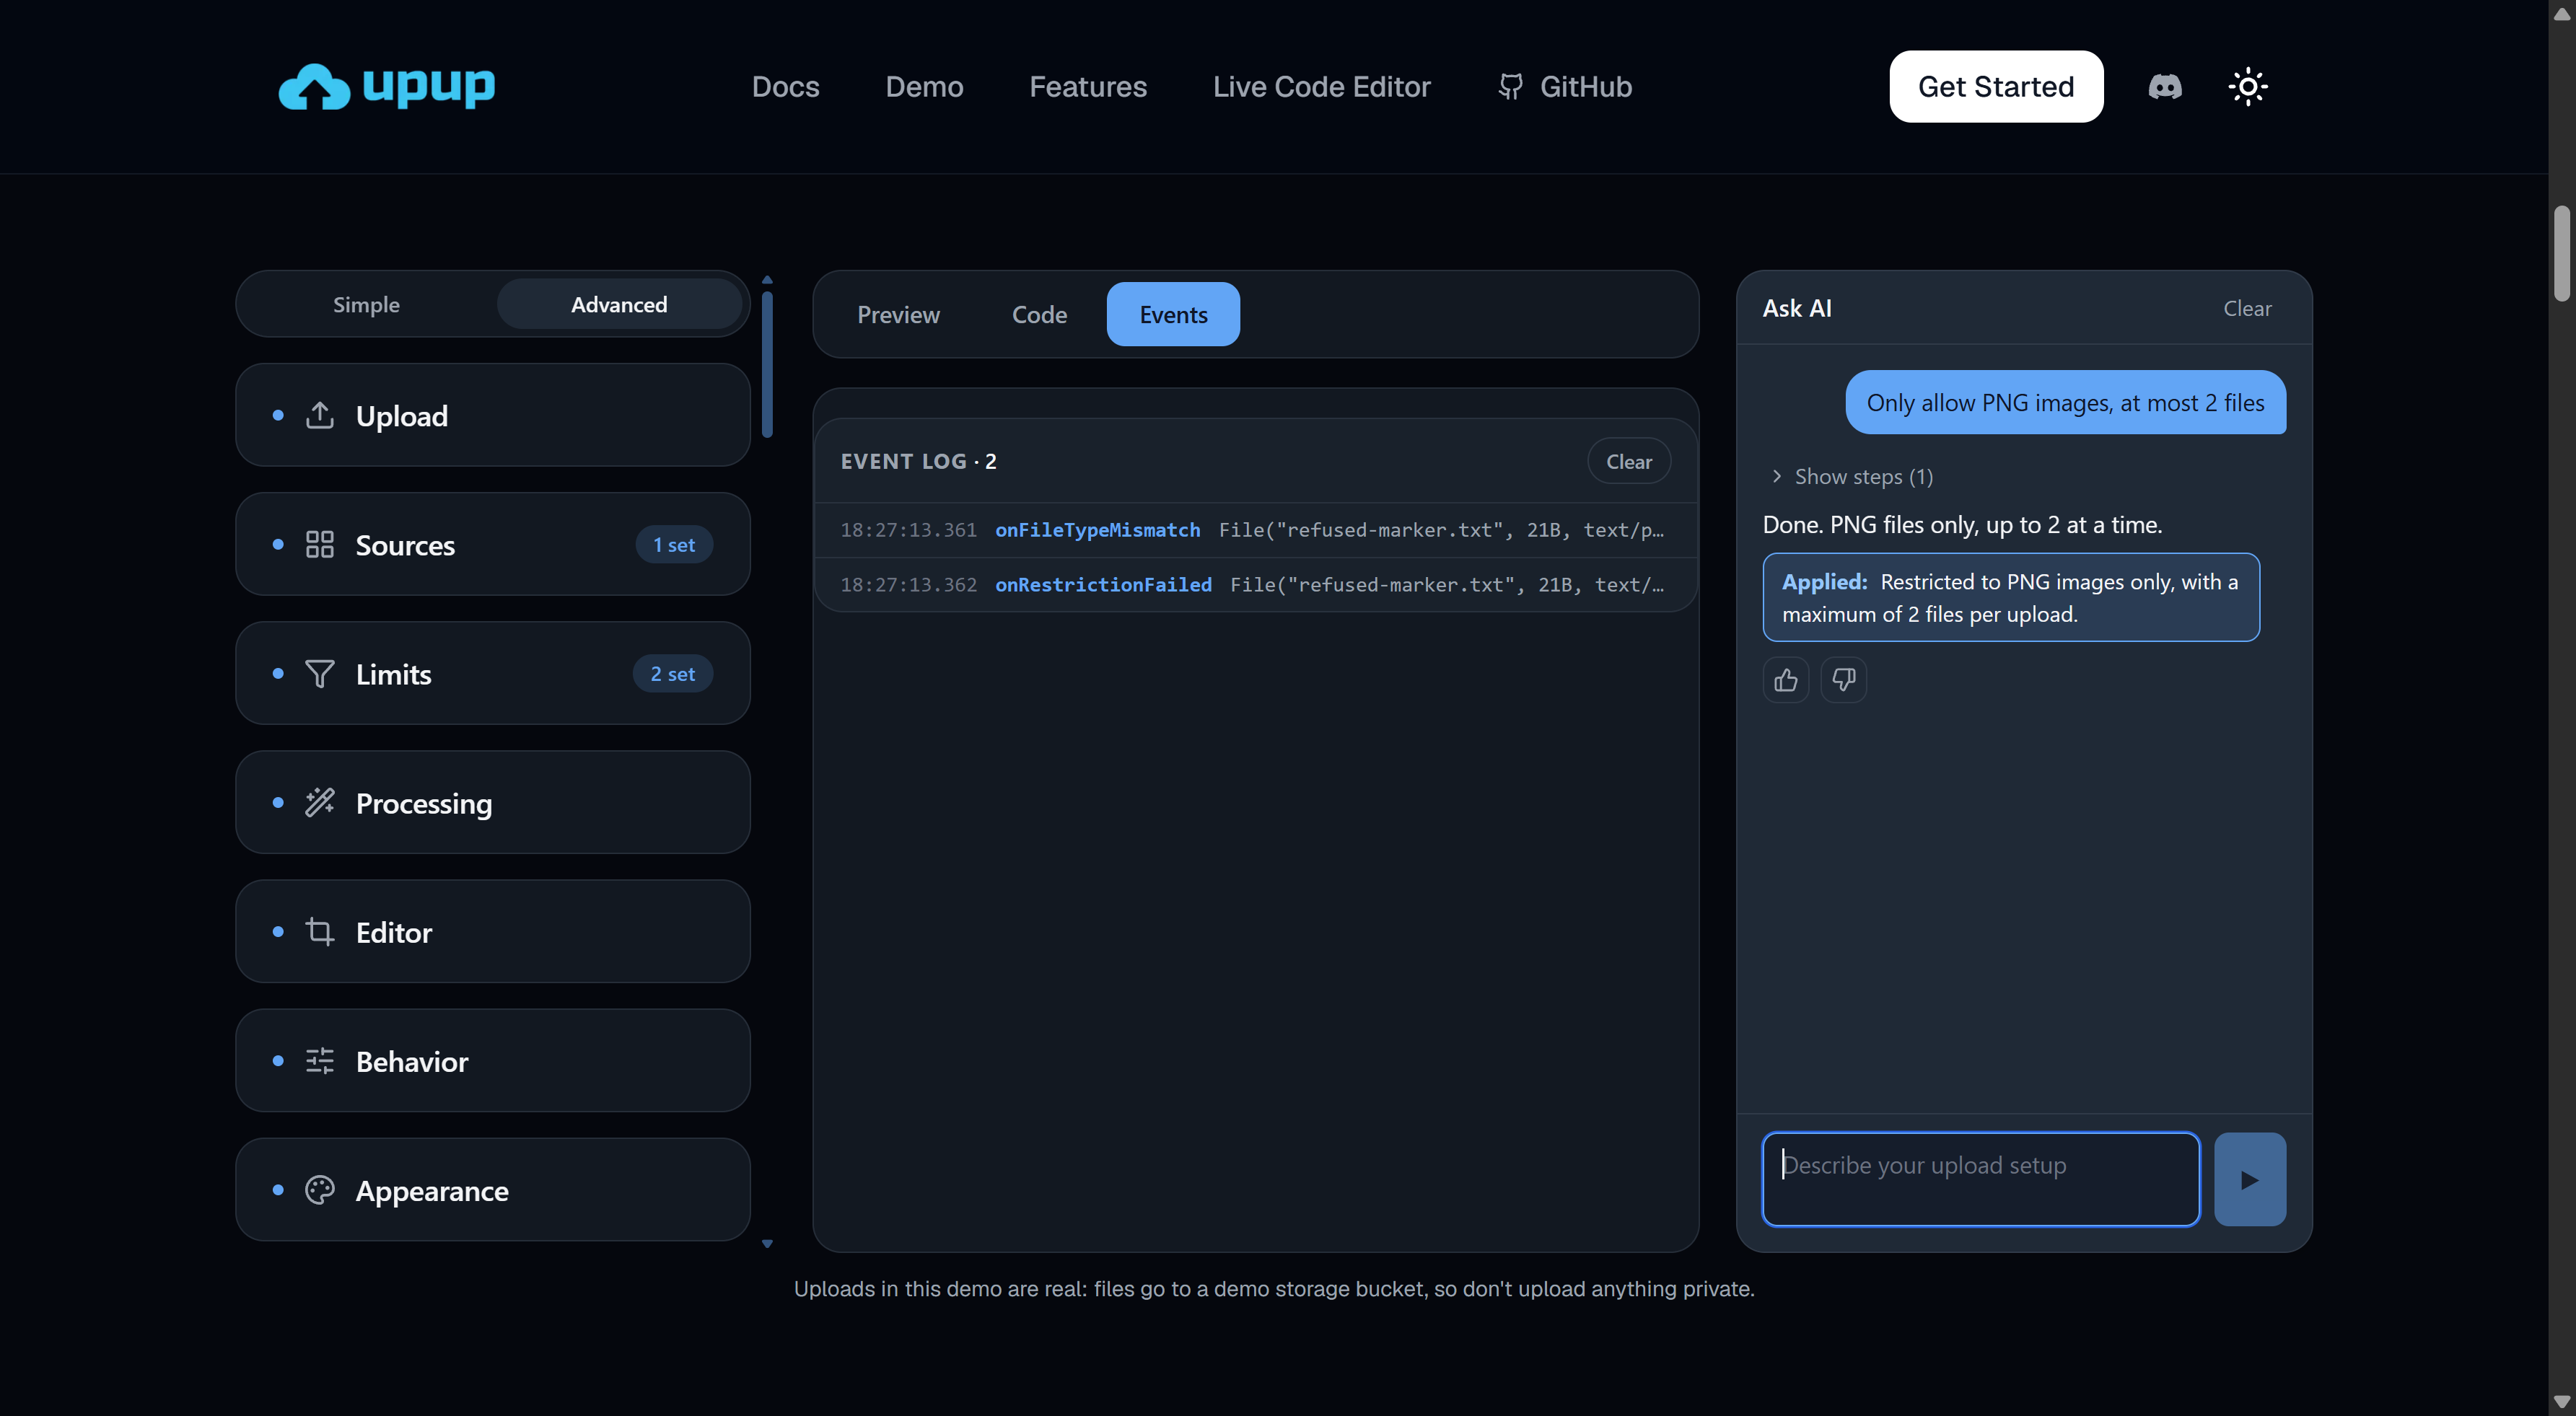 upup
Docs
Demo
Features
Live Code Editor
GitHub
Get Started
Simple
Advanced
Upload
Sources
1 set
Limits
2 set
Processing
Editor
Behavior
Appearance
Preview
Code
Events
EVENT LOG · 2
Clear
18:27:13.361 onFileTypeMismatch File("refused-marker.txt", 21B, text/p…
18:27:13.362 onRestrictionFailed File("refused-marker.txt", 21B, text/…
Ask AI
Clear
Only allow PNG images, at most 2 files
Show steps (1)
Done. PNG files only, up to 2 at a time.
Applied: Restricted to PNG images only, with a
maximum of 2 files per upload.
Describe your upload setup
Uploads in this demo are real: files go to a demo storage bucket, so don't upload anything private.